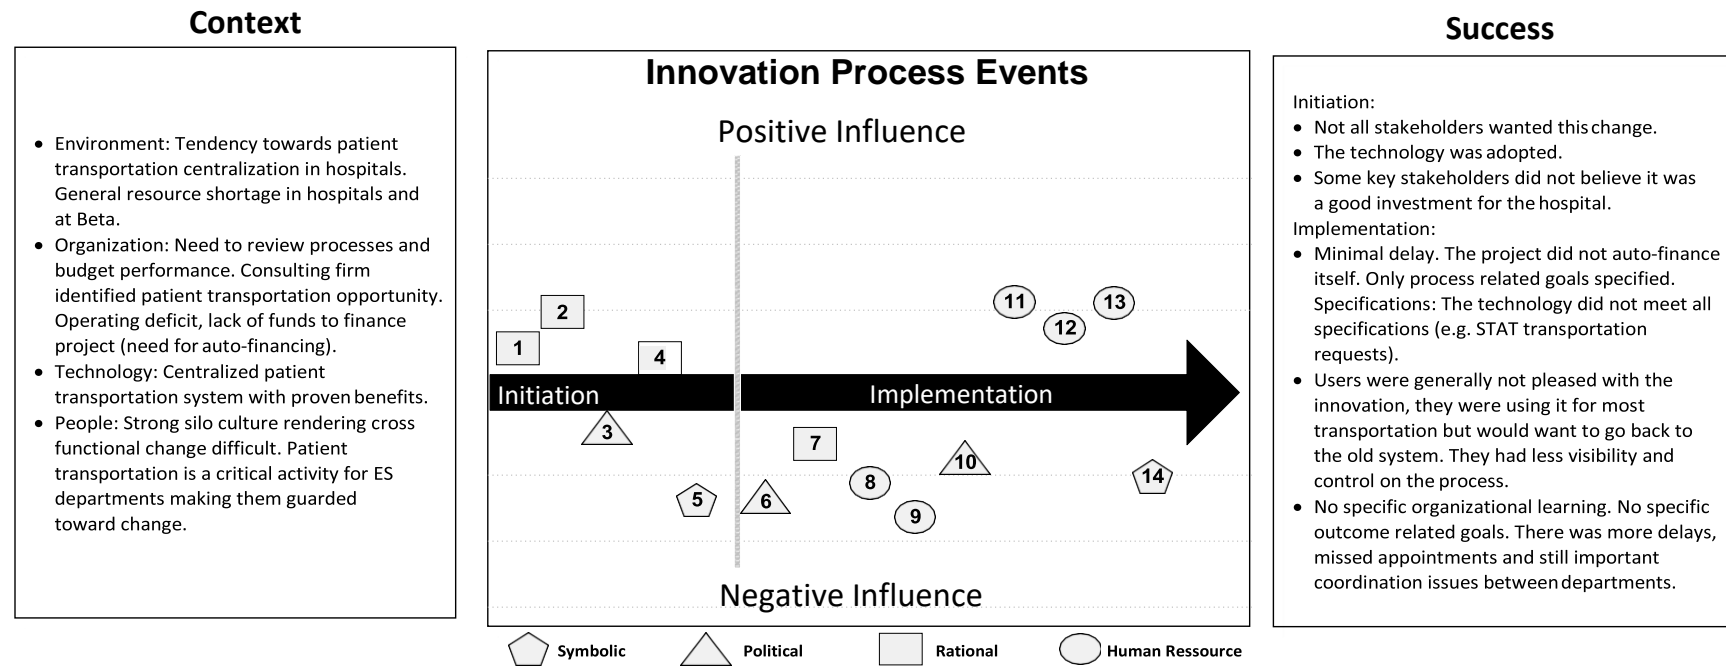 Context
• Environment: Tendency towards patient
transportation centralization in hospitals.
General resource shortage in hospitals and
at Beta.
• Organization: Need to review processes and
budget performance. Consulting firm
identified patient transportation opportunity.
Operating deficit, lack of funds to finance
project (need for auto-financing).
• Technology: Centralized patient
transportation system with proven benefits.
• People: Strong silo culture rendering cross
functional change difficult. Patient
transportation is a critical activity for ES
departments making them guarded
toward change.
Innovation Process Events
Positive Influence
1
2
4
11
12
13
Initiation
Implementation
3
5
6
7
8
9
10
14
Negative Influence
Symbolic
Political
Rational
Human Ressource
Success
Initiation:
• Not all stakeholders wanted this change.
• The technology was adopted.
• Some key stakeholders did not believe it was
a good investment for the hospital.
Implementation:
• Minimal delay. The project did not auto-finance
itself. Only process related goals specified.
Specifications: The technology did not meet all
specifications (e.g. STAT transportation
requests).
• Users were generally not pleased with the
innovation, they were using it for most
transportation but would want to go back to
the old system. They had less visibility and
control on the process.
• No specific organizational learning. No specific
outcome related goals. There was more delays,
missed appointments and still important
coordination issues between departments.